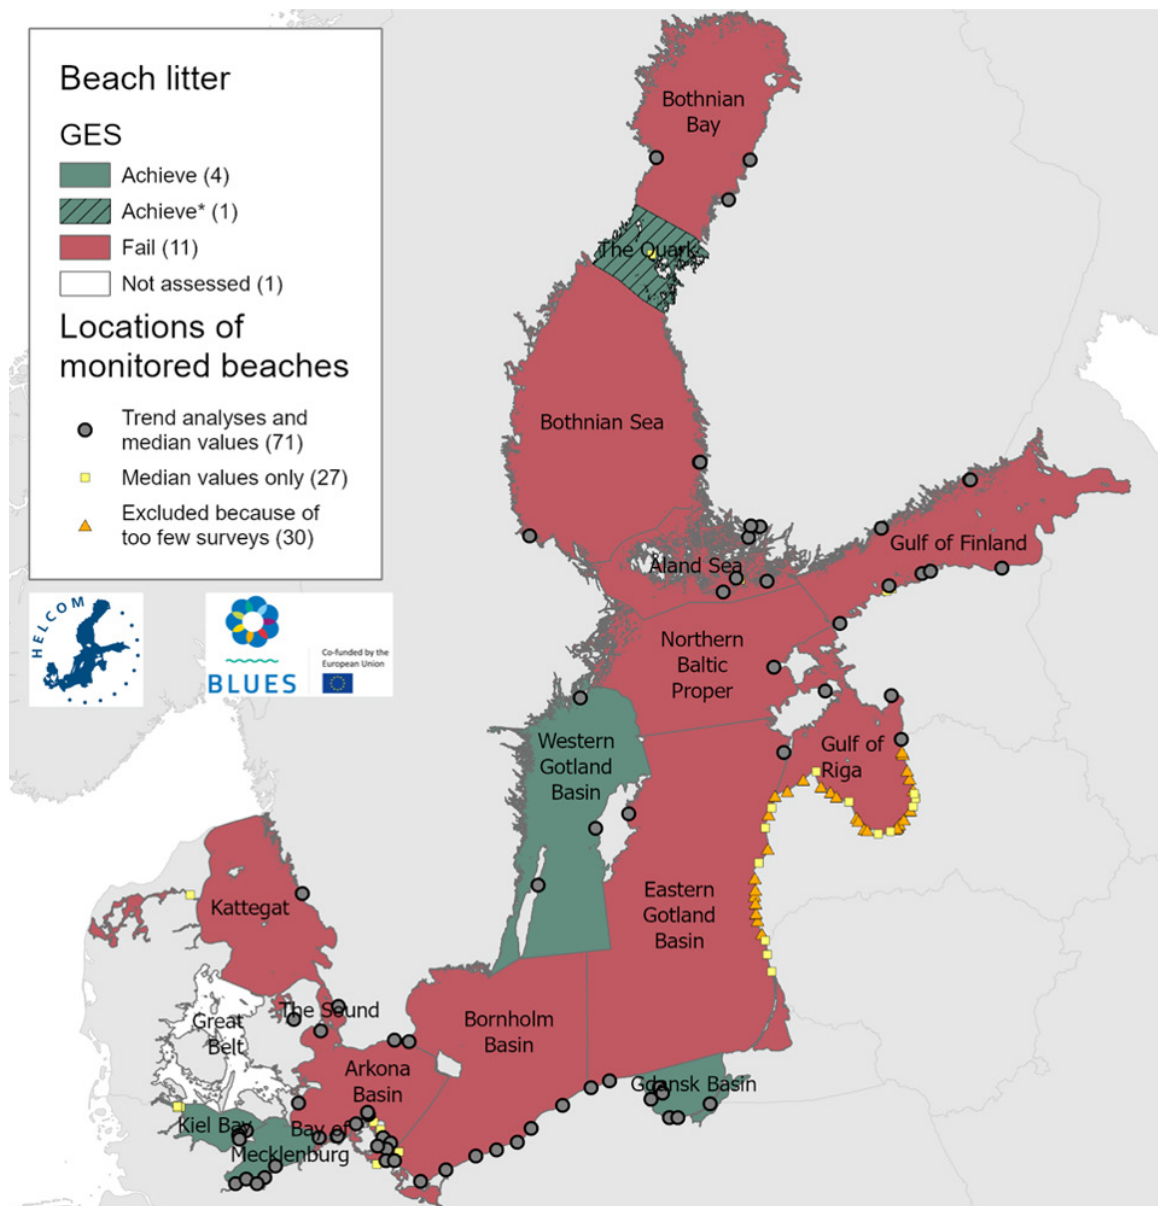 Beach litter
GES
Achieve (4)
Achieve* (1)
Fail (11)
Not assessed (1)
Locations of
monitored beaches
Trend analyses and
median values (71)
Median values only (27)
Excluded because of
too few surveys (30)
HELCOM
BLUES
Co-funded by the
European Union
Bothnian
Bay
The Quark
Bothnian Sea
Åland Sea
Gulf of Finland
Northern
Baltic
Proper
Western
Gotland
Basin
Gulf of
Riga
Eastern
Gotland
Basin
Kattegat
The Sound
Great
Belt
Bornholm
Basin
Arkona
Basin
Gdansk Basin
Kiel Bay
Bay of
Mecklenburg